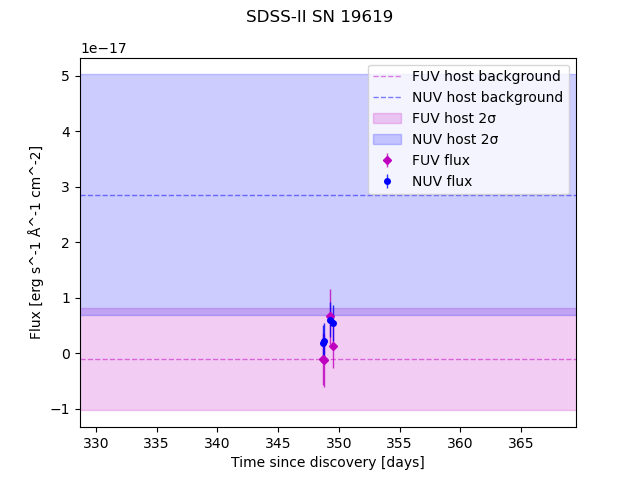 SDSS-II SN 19619
1e−17
FUV host background
NUV host background
FUV host 2σ
NUV host 2σ
FUV flux
NUV flux
5
4
3
2
1
0
−1
Flux [erg s^-1 Å^-1 cm^-2]
330 335 340 345 350 355 360 365
Time since discovery [days]